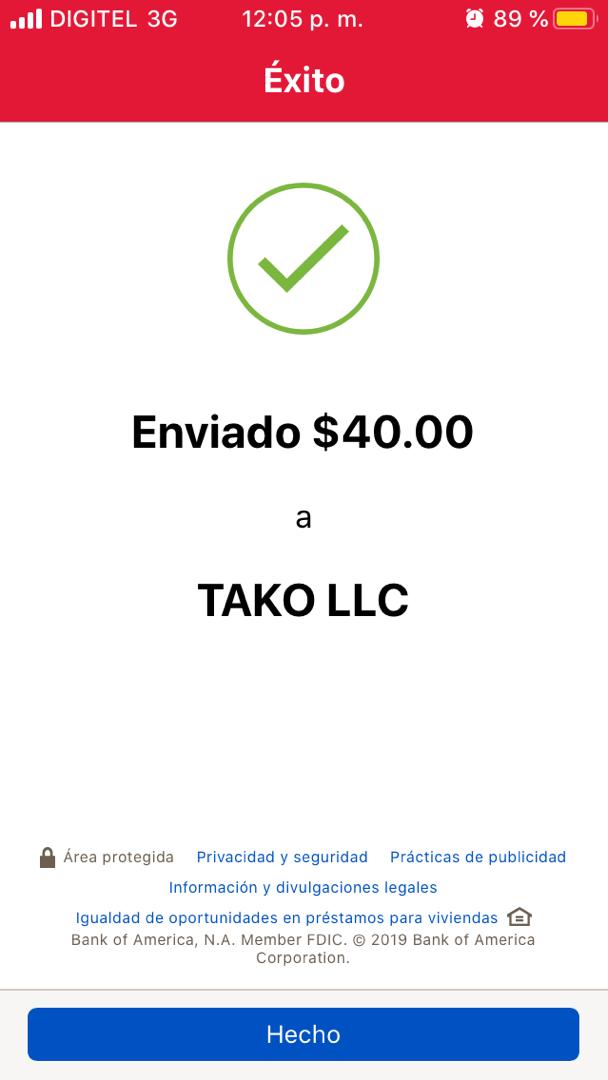 DIGITEL 3G 12:05 p. m. 89 %
Éxito
Enviado $40.00
a
TAKO LLC
Área protegida Privacidad y seguridad Prácticas de publicidad
Información y divulgaciones legales
Igualdad de oportunidades en préstamos para viviendas
Bank of America, N.A. Member FDIC. © 2019 Bank of America
Corporation.
Hecho